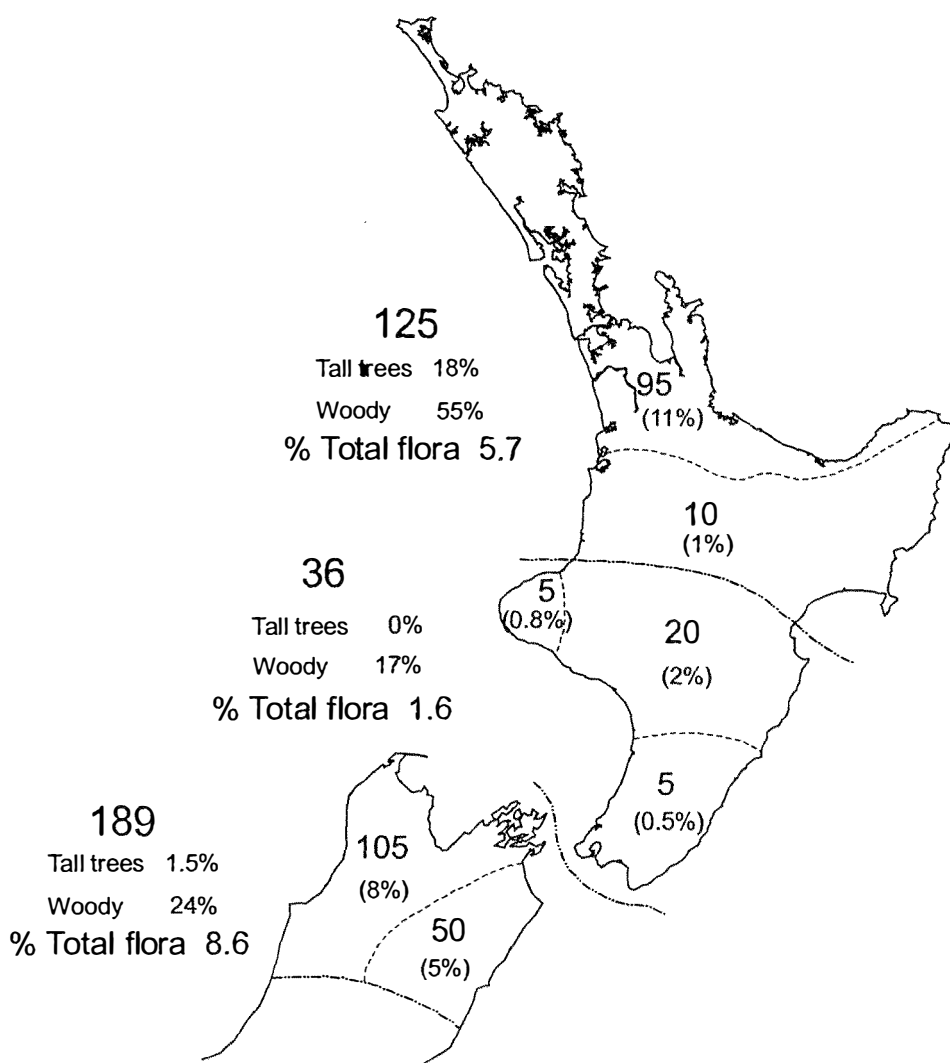 125
Tall trees 18%
Woody 55%
% Total flora 5.7
95
(11%)
10
(1%)
36
Tall trees 0%
Woody 17%
% Total flora 1.6
5
(0.8%)
20
(2%)
5
(0.5%)
189
Tall trees 1.5%
Woody 24%
% Total flora 8.6
105
(8%)
50
(5%)